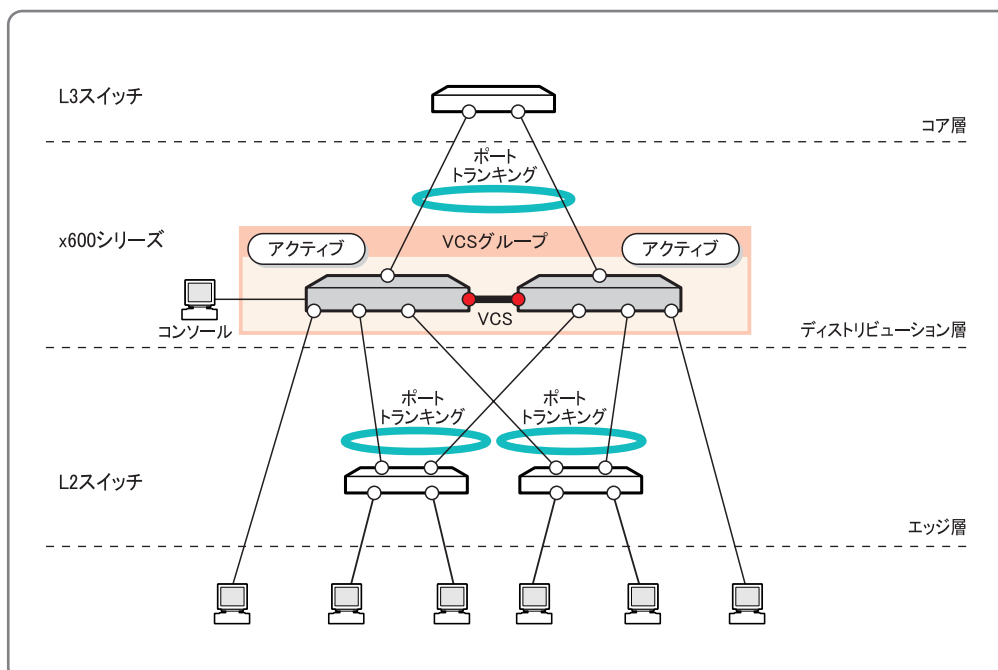 L3スイッチ
コア層
ポート
トランキング
x600シリーズ
アクティブ
VCSグループ
アクティブ
VCS
コンソール
ディストリビューション層
ポート
トランキング
ポート
トランキング
L2スイッチ
エッジ層